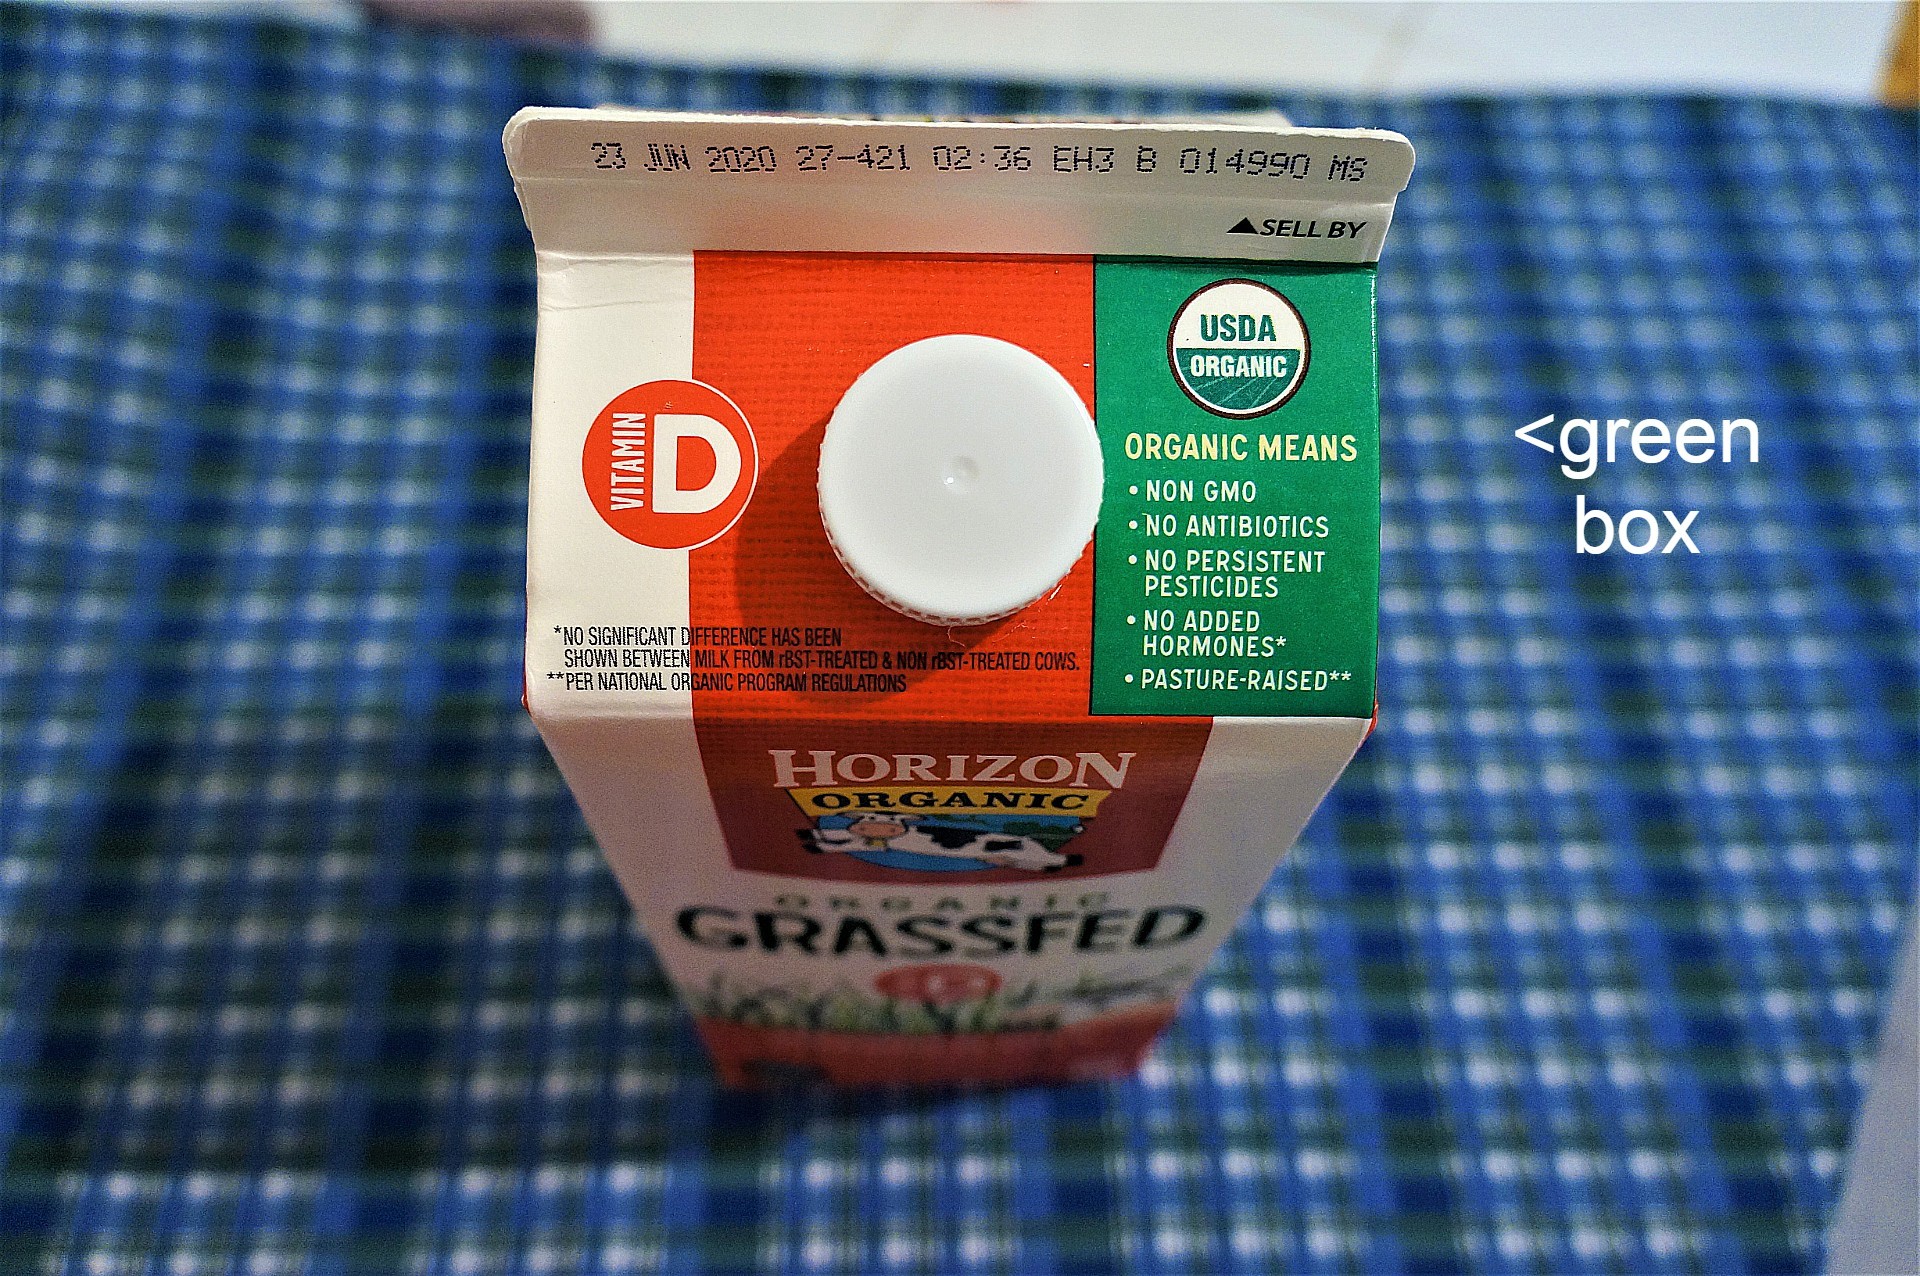 23 JUN 2020 27-421 02:36 EH3 B 014990 MS
▲SELL BY
USDA
ORGANIC
<green
box
VITAMIN
D
ORGANIC MEANS
• NON GMO
• NO ANTIBIOTICS
• NO PERSISTENT
PESTICIDES
• NO ADDED
HORMONES*
• PASTURE-RAISED**
*NO SIGNIFICANT DIFFERENCE HAS BEEN
SHOWN BETWEEN MILK FROM rBST-TREATED & NON rBST-TREATED COWS.
**PER NATIONAL ORGANIC PROGRAM REGULATIONS
HORIZON
ORGANIC
ORGANIC
GRASSFED